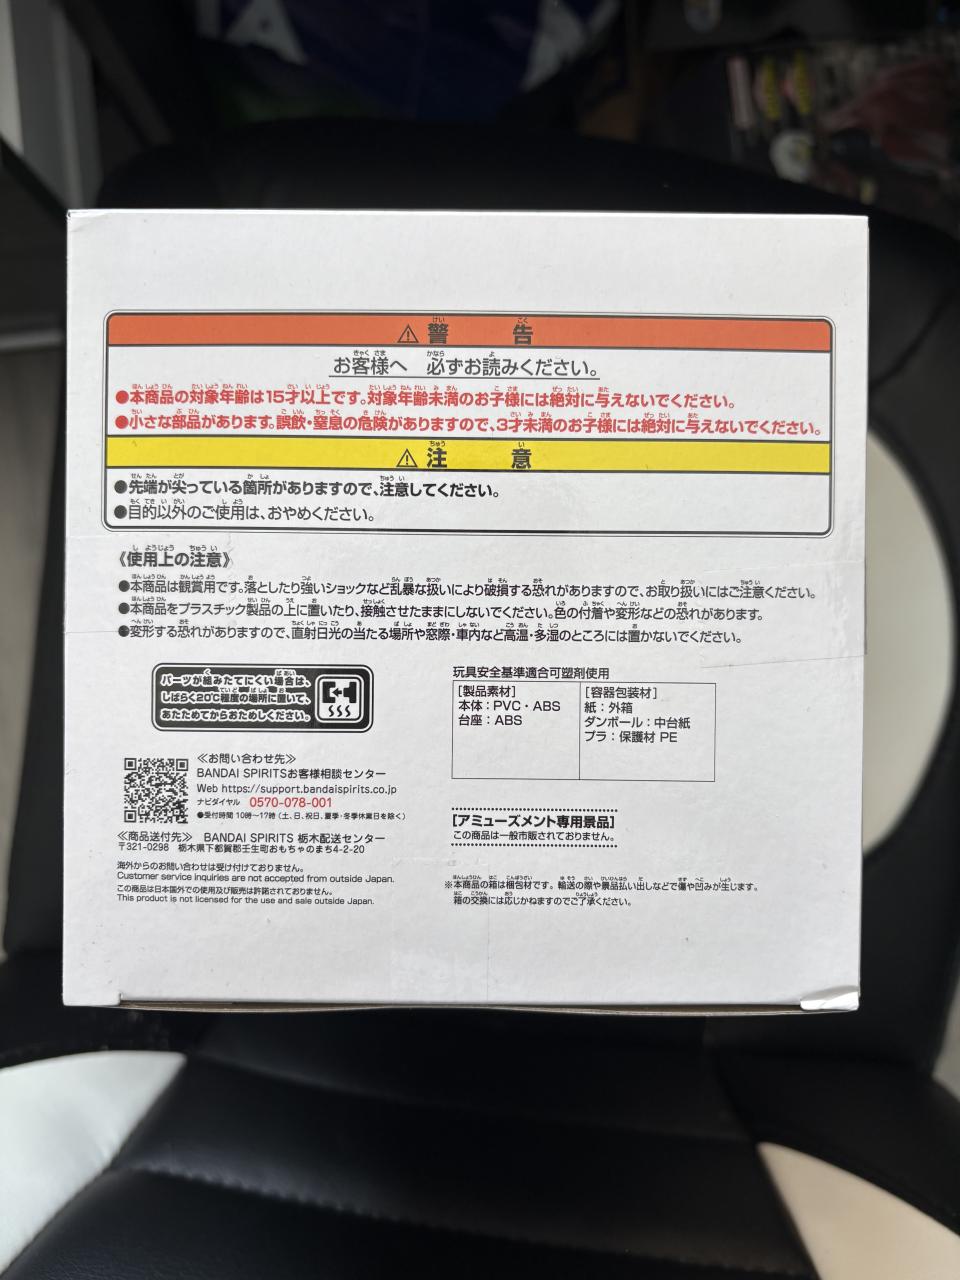 ⚠警告
お客様へ 必ずお読みください。
●本商品の対象年齢は15才以上です。対象年齢未満のお子様には絶対に与えないでください。
●小さな部品があります。誤飲・窒息の危険がありますので、3才未満のお子様には絶対に与えないでください。
⚠注意
●先端が尖っている箇所がありますので、注意してください。
●目的以外のご使用は、おやめください。
《使用上の注意》
●本商品は観賞用です。落としたり強いショックなど乱暴な扱いにより破損する恐れがありますので、お取り扱いにはご注意ください。
●本商品をプラスチック製品の上に置いたり、接触させたままにしないでください。色の付着や変形などの恐れがあります。
●変形する恐れがありますので、直射日光の当たる場所や窓際・車内など高温・多湿のところには置かないでください。
パーツが組みたてにくい場合は、
しばらく20℃程度の場所に置いて、
あたためてからおためしください。
玩具安全基準適合可塑剤使用
[製品素材]
本体:PVC・ABS
台座:ABS
[容器包装材]
紙:外箱
ダンボール:中台紙
プラ:保護材 PE
≪お問い合わせ先≫
BANDAI SPIRITSお客様相談センター
Web https://support.bandaispirits.co.jp
ナビダイヤル 0570-078-001
●受付時間 10時~17時(土、日、祝日、夏季・冬季休業日を除く)
≪商品送付先≫ BANDAI SPIRITS 栃木配送センター
〒321-0298 栃木県下都賀郡壬生町おもちゃのまち4-2-20
海外からのお問い合わせは受け付けておりません。
Customer service inquiries are not accepted from outside Japan.
この商品は日本国外での使用及び販売は許諾されておりません。
This product is not licensed for the use and sale outside Japan.
[アミューズメント専用景品]
この商品は一般市販されておりません。
※本商品の箱は梱包材です。輸送の際や景品払い出しなどで傷や凹みが生じます。
箱の交換には応じかねますのでご了承ください。